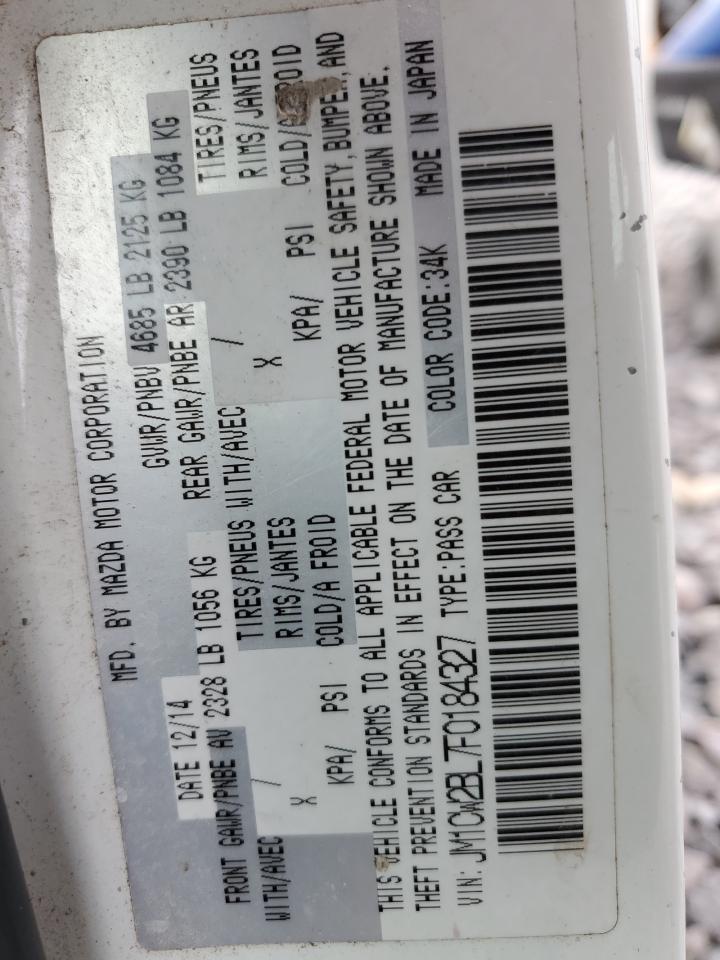 MFD. BY MAZDA MOTOR CORPORATION
DATE 12/14 GVWR/PNBV 4685 LB 2125 KG
FRONT GAWR/PNBE AV 2328 LB 1056 KG REAR GAWR/PNBE AR 2390 LB 1084 KG
WITH/AVEC / TIRES/PNEUS WITH/AVEC / TIRES/PNEUS
X RIMS/JANTES X RIMS/JANTES
KPA/ PSI COLD/A FROID KPA/ PSI COLD/A FROID
THIS VEHICLE CONFORMS TO ALL APPLICABLE FEDERAL MOTOR VEHICLE SAFETY, BUMPER, AND
THEFT PREVENTION STANDARDS IN EFFECT ON THE DATE OF MANUFACTURE SHOWN ABOVE.
VIN: JM1CW2BL7F0184327 TYPE:PASS CAR COLOR CODE:34K MADE IN JAPAN